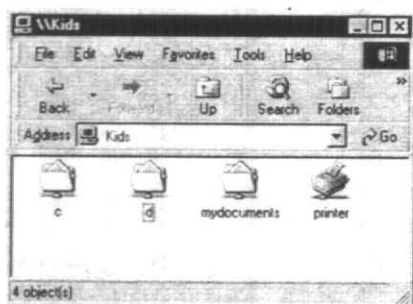 \\Kids
File Edit View Favorites Tools Help
Back Forward Up Search Folders »
Address Kids Go
c d mydocuments printer
4 object(s)